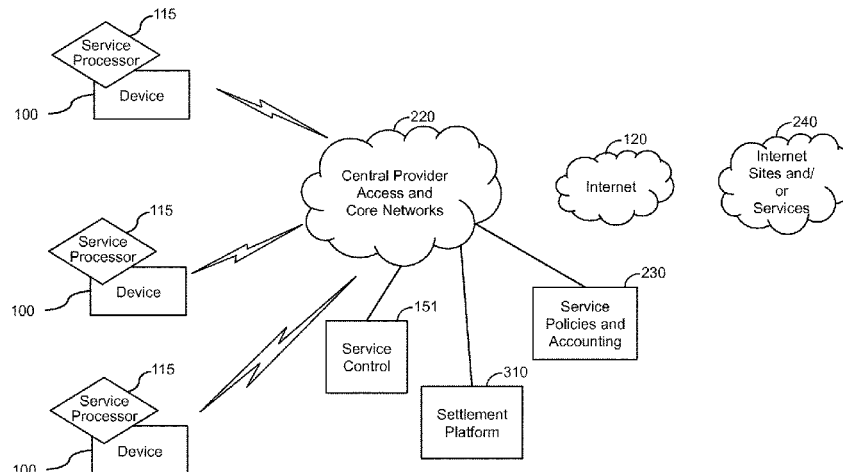 115
Service
Processor
100
Device
220
Central Provider
Access and
Core Networks
120
Internet
240
Internet
Sites and/
or
Services
115
Service
Processor
100
Device
151
Service
Control
230
Service
Policies and
Accounting
310
Settlement
Platform
115
Service
Processor
100
Device